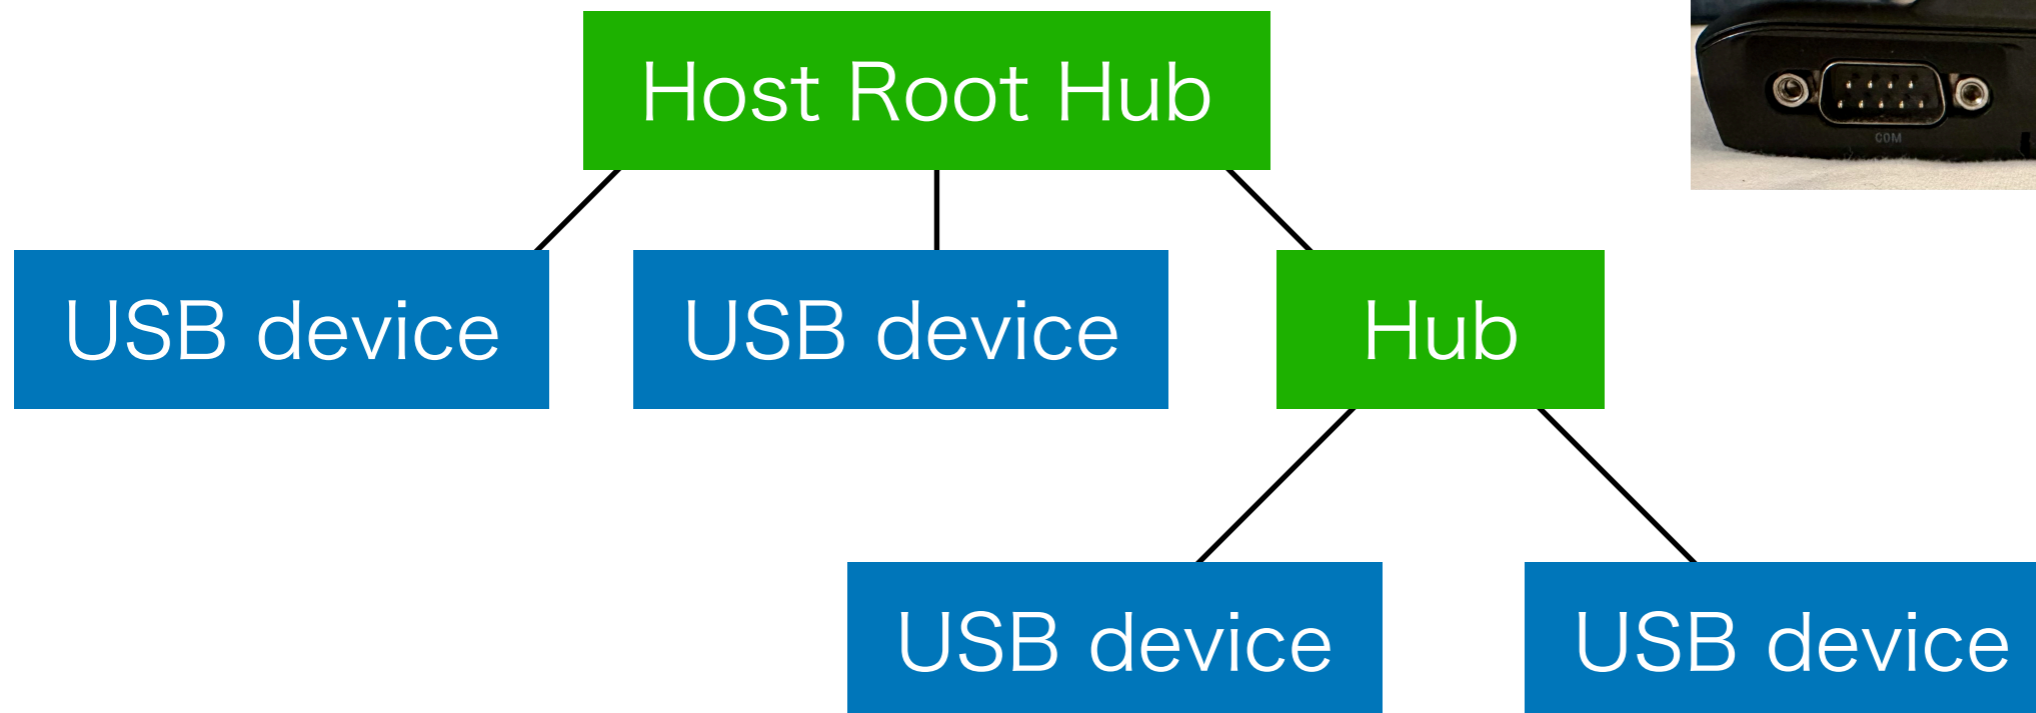 Host Root Hub
COM
USB device
USB device
Hub
USB device
USB device